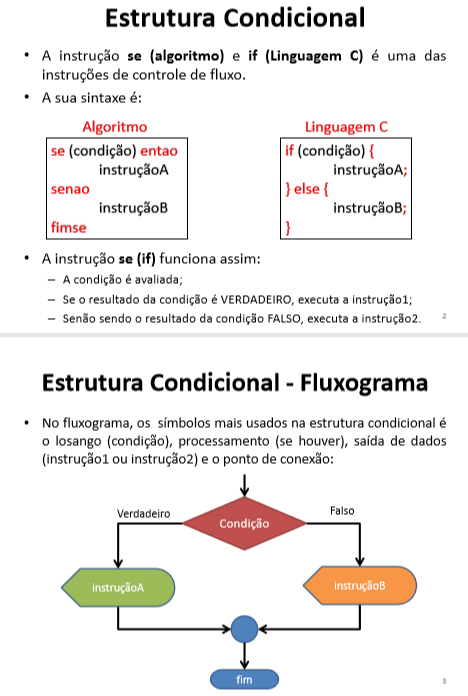 Estrutura Condicional
• A instrução se (algoritmo) e if (Linguagem C) é uma das
instruções de controle de fluxo.
• A sua sintaxe é:
Algoritmo
se (condição) entao
instruçãoA
senao
instruçãoB
fimse
Linguagem C
if (condição) {
instruçãoA;
} else {
instruçãoB;
}
• A instrução se (if) funciona assim:
– A condição é avaliada;
– Se o resultado da condição é VERDADEIRO, executa a instrução1;
– Senão sendo o resultado da condição FALSO, executa a instrução2.
2
Estrutura Condicional - Fluxograma
• No fluxograma, os símbolos mais usados na estrutura condicional é
o losango (condição), processamento (se houver), saída de dados
(instrução1 ou instrução2) e o ponto de conexão:
Verdadeiro
Condição
Falso
instruçãoA
instruçãoB
fim
3